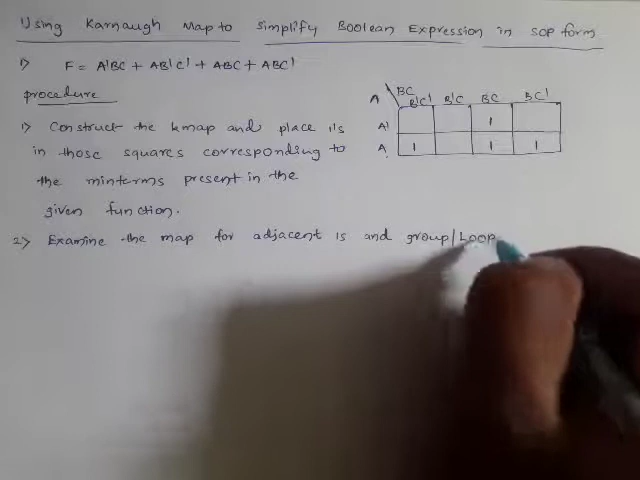 Using Karnaugh Map to Simplify Boolean Expression in SOP form
1) F = A'BC + AB'C' + ABC + ABC'
procedure
1) Construct the kmap and place 1s
in those squares corresponding to
the minterms present in the
given function.
A BC
B'C' B'C BC BC'
A' 1
A 1 1 1
2) Examine the map for adjacent 1s and group/Loop